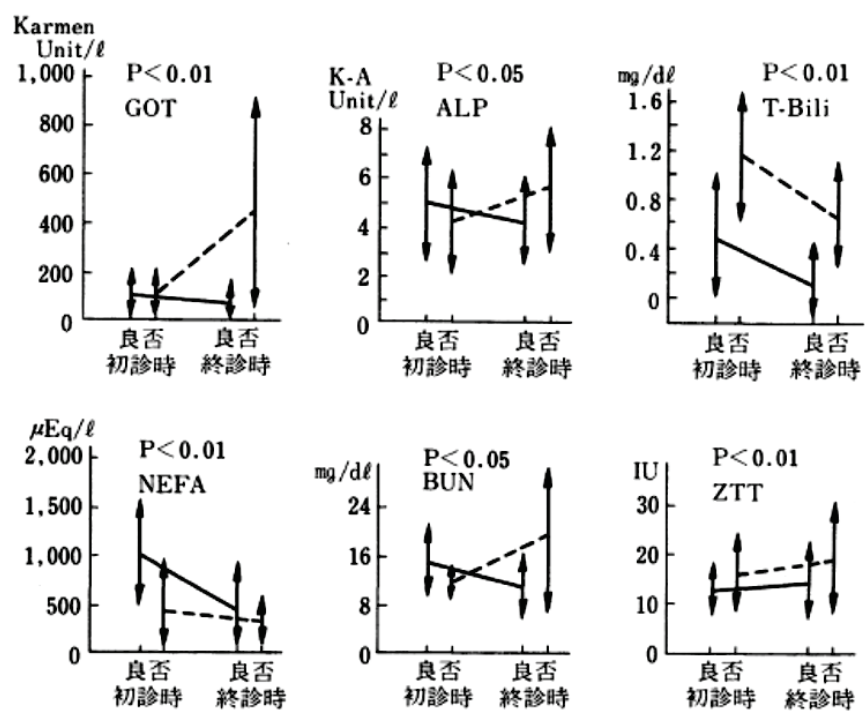 Karmen
Unit/ℓ
P<0.01
GOT
1,000
800
600
400
200
0
良否 良否
初診時 終診時
K-A
Unit/ℓ
P<0.05
ALP
8
6
4
2
0
良否 良否
初診時 終診時
mg/dℓ
P<0.01
T-Bili
1.6
1.2
0.8
0.4
0
良否 良否
初診時 終診時
μEq/ℓ
P<0.01
NEFA
2,000
1,500
1,000
500
0
良否 良否
初診時 終診時
mg/dℓ
P<0.05
BUN
24
16
8
0
良否 良否
初診時 終診時
IU
P<0.01
ZTT
30
20
10
0
良否 良否
初診時 終診時